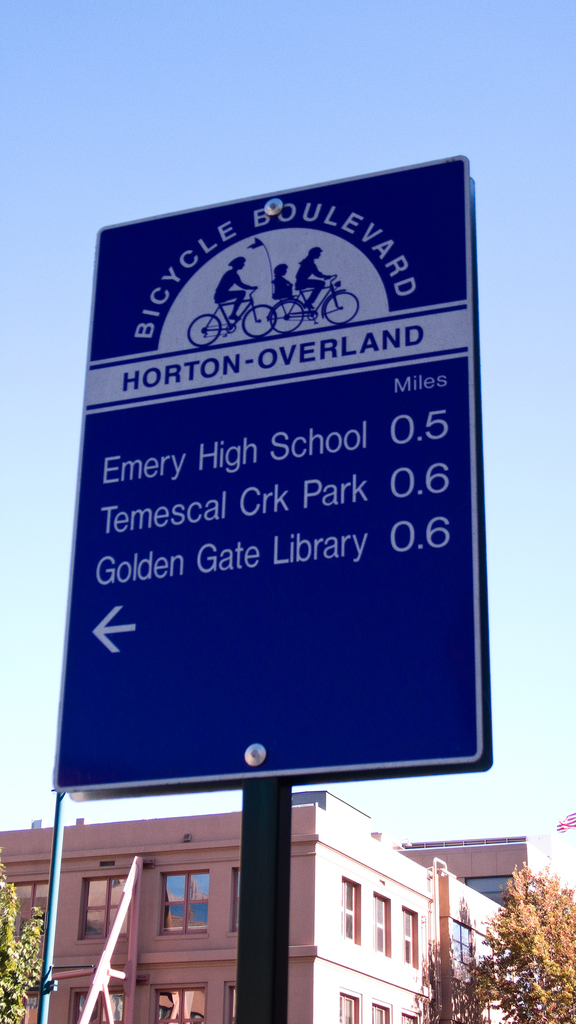 BICYCLE BOULEVARD
HORTON-OVERLAND
Miles
Emery High School 0.5
Temescal Crk Park 0.6
Golden Gate Library 0.6